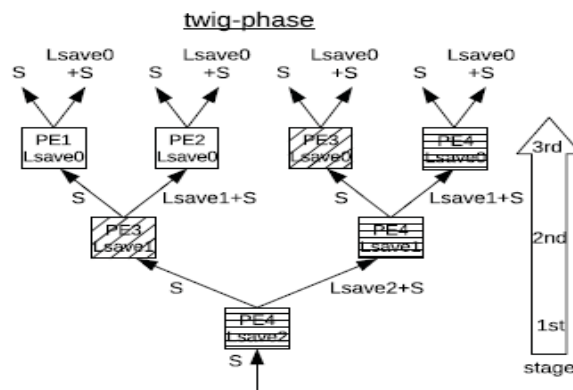 twig-phase
Lsave0 Lsave0 Lsave0 Lsave0
S +S S +S S +S S +S
PE1 PE2 PE3 PE4 3rd
Lsave0 Lsave0 Lsave0 Lsave0
S Lsave1+S S Lsave1+S
PE3 PE4 2nd
Lsave1 Lsave1
S Lsave2+S
PE4 1st
Lsave2
S stage